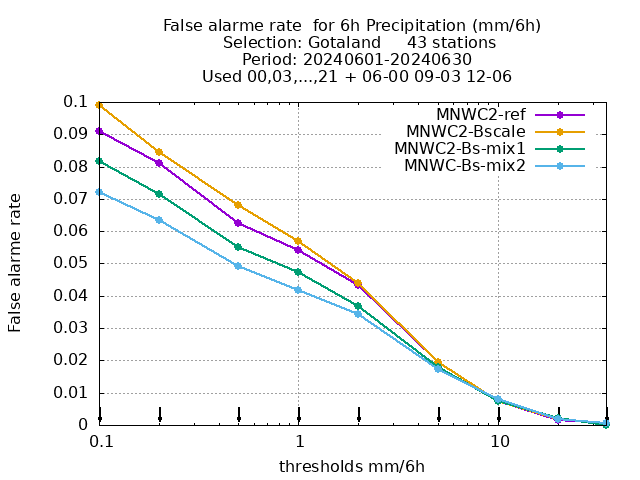 False alarme rate  for 6h Precipitation (mm/6h)
Selection: Gotaland     43 stations
Period: 20240601-20240630
Used 00,03,...,21 + 06-00 09-03 12-06
MNWC2-ref
MNWC2-Bscale
MNWC2-Bs-mix1
MNWC-Bs-mix2
False alarme rate
0.1
0.09
0.08
0.07
0.06
0.05
0.04
0.03
0.02
0.01
0
0.1
1
10
thresholds mm/6h